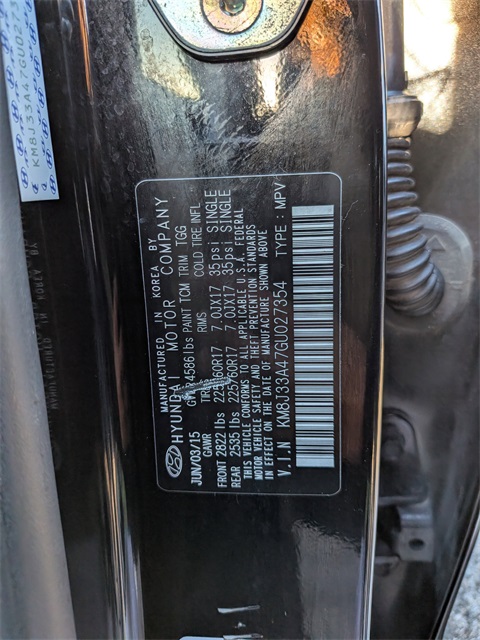 KM8J33A47GU027354
MANUFACTURED IN KOREA BY
HYUNDAI MOTOR COMPANY
JUN/03/15 4586lbs PAINT TCM TRIM TGG
GAWR TIRES RIMS COLD TIRE INFL.
FRONT 2822 lbs 225/60R17 7.0JX17 35psi SINGLE
REAR 2535 lbs 225/60R17 7.0JX17 35psi SINGLE
THIS VEHICLE CONFORMS TO ALL APPLICABLE U.S.A. FEDERAL
MOTOR VEHICLE SAFETY AND THEFT PREVENTION STANDARDS
IN EFFECT ON THE DATE OF MANUFACTURE SHOWN ABOVE
V.I.N KM8J33A47GU027354 TYPE : MPV